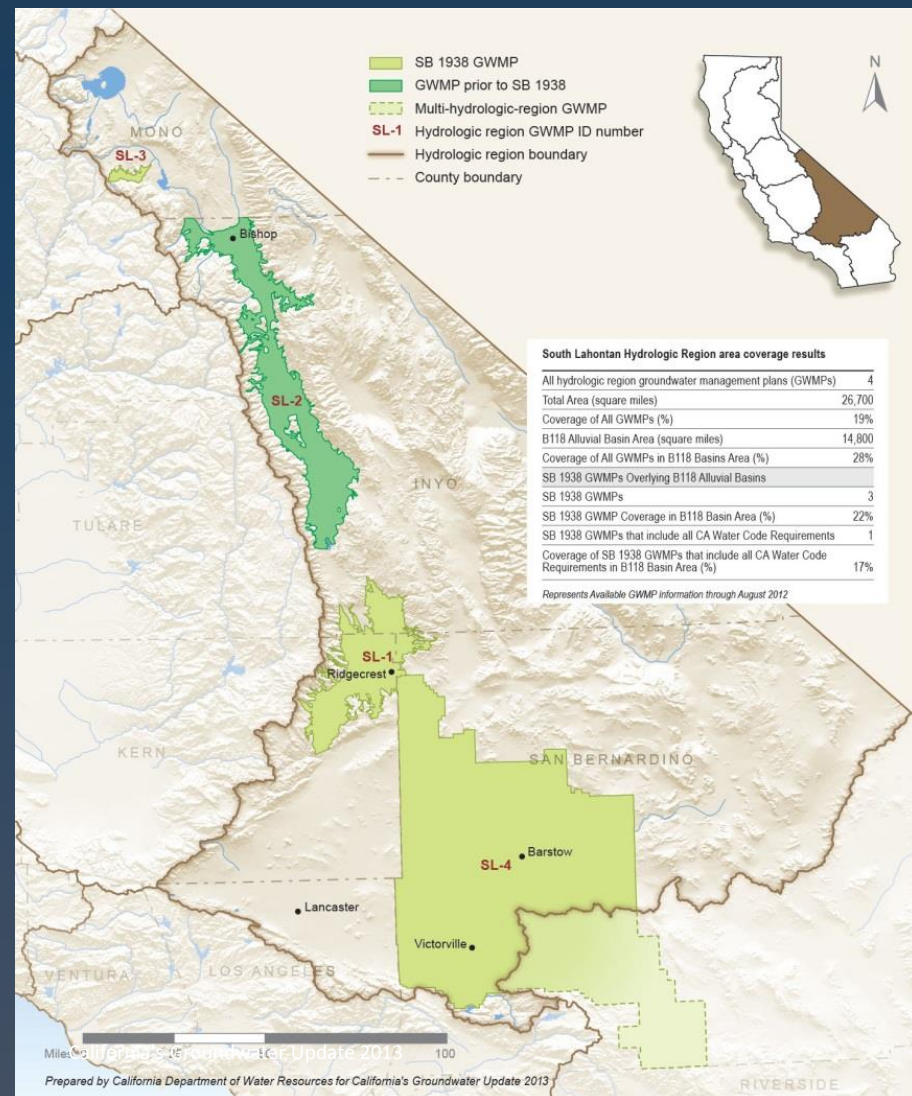 SB 1938 GWMP
GWMP prior to SB 1938
Multi-hydrologic-region GWMP
SL-1 Hydrologic region GWMP ID number
Hydrologic region boundary
County boundary
N
MONO
SL-3
Bishop
SL-2
INYO
TULARE
South Lahontan Hydrologic Region area coverage results
All hydrologic region groundwater management plans (GWMPs) 4
Total Area (square miles) 26,700
Coverage of All GWMPs (%) 19%
B118 Alluvial Basin Area (square miles) 14,800
Coverage of All GWMPs in B118 Basins Area (%) 28%
SB 1938 GWMPs Overlying B118 Alluvial Basins
SB 1938 GWMPs 3
SB 1938 GWMP Coverage in B118 Basin Area (%) 22%
SB 1938 GWMPs that include all CA Water Code Requirements 1
Coverage of SB 1938 GWMPs that include all CA Water Code
Requirements in B118 Basin Area (%) 17%
Represents Available GWMP information through August 2012
SL-1
Ridgecrest
KERN
SAN BERNARDINO
SL-4
Barstow
Lancaster
Victorville
VENTURA
LOS ANGELES
Miles
California's Groundwater Update 2013
100
Prepared by California Department of Water Resources for California's Groundwater Update 2013
RIVERSIDE